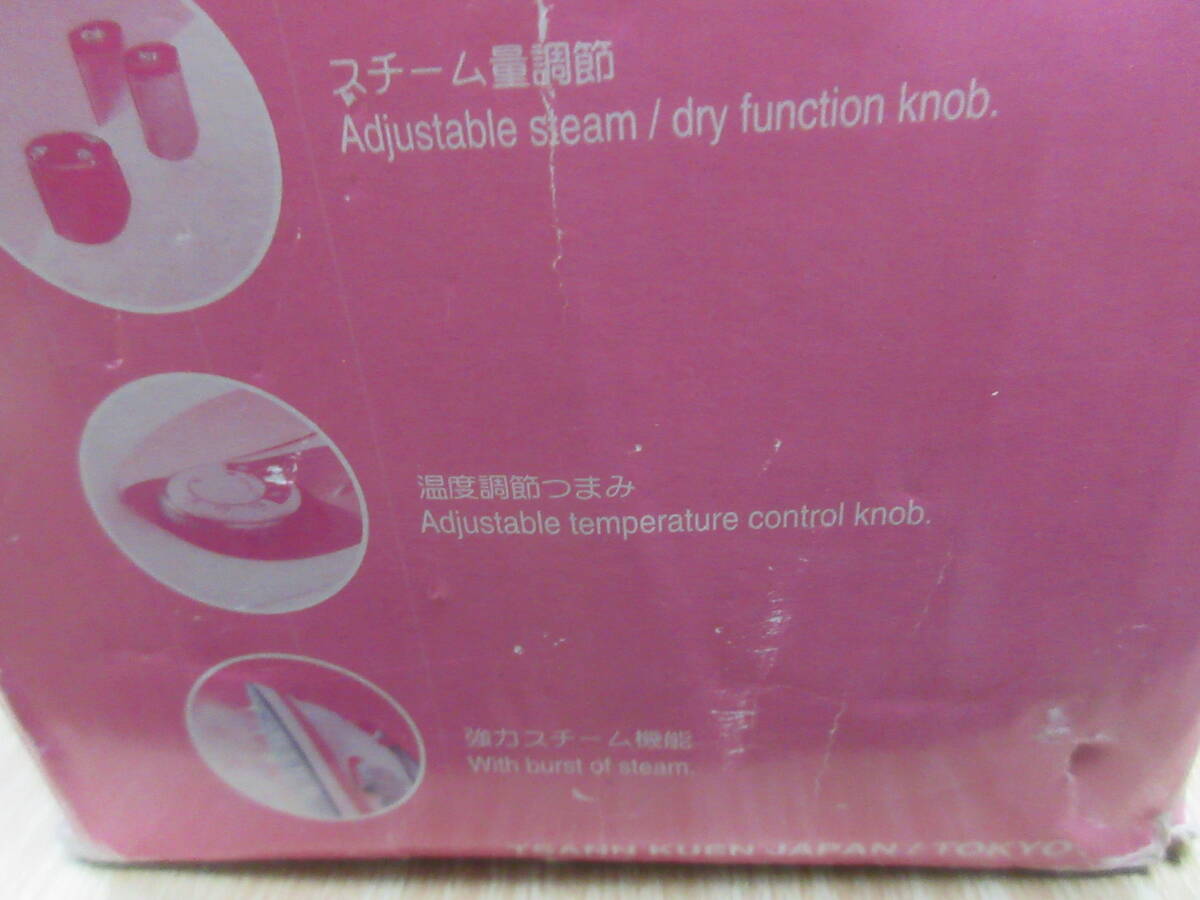 スチーム量調節
Adjustable steam / dry function knob.
温度調節つまみ
Adjustable temperature control knob.
強力スチーム機能
With burst of steam.
TSANN KUEN JAPAN / TOKYO